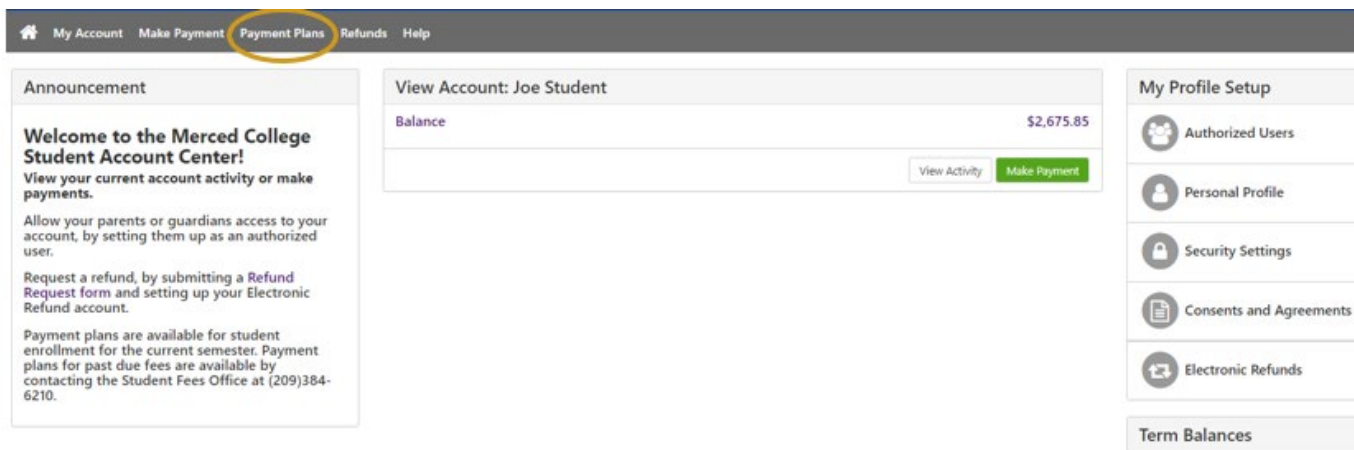 My Account Make Payment Payment Plans Refunds Help
Announcement
Welcome to the Merced College
Student Account Center!
View your current account activity or make
payments.
Allow your parents or guardians access to your
account, by setting them up as an authorized
user.
Request a refund, by submitting a Refund
Request form and setting up your Electronic
Refund account.
Payment plans are available for student
enrollment for the current semester. Payment
plans for past due fees are available by
contacting the Student Fees Office at (209)384-
6210.
View Account: Joe Student
Balance $2,675.85
View Activity Make Payment
My Profile Setup
Authorized Users
Personal Profile
Security Settings
Consents and Agreements
Electronic Refunds
Term Balances